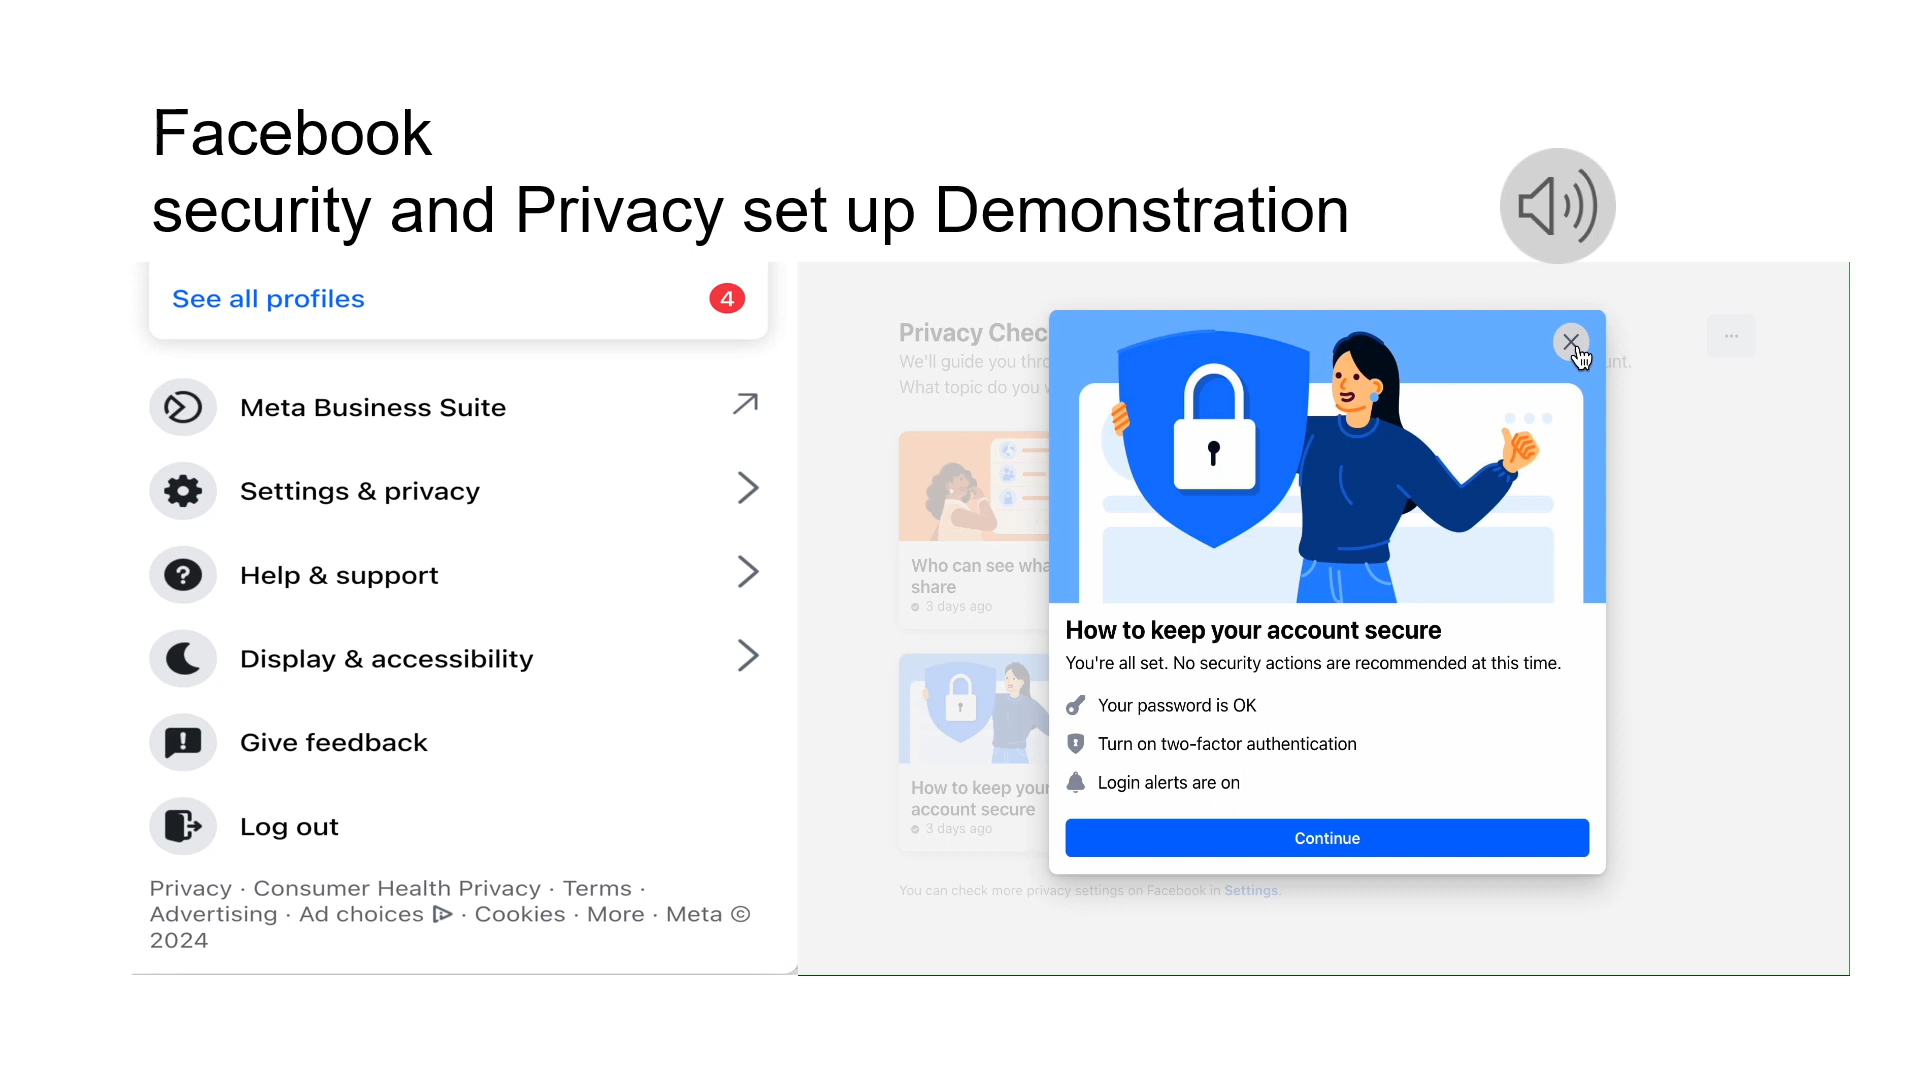 Facebook
security and Privacy set up Demonstration
See all profiles
4
Meta Business Suite
Settings & privacy
Help & support
Display & accessibility
Give feedback
Log out
Privacy · Consumer Health Privacy · Terms ·
Advertising · Ad choices · Cookies · More · Meta ©
2024
Privacy Chec
We'll guide you thro
unt.
What topic do you w
Who can see wha
share
3 days ago
How to keep your
account secure
3 days ago
You can check more privacy settings on Facebook in Settings.
How to keep your account secure
You're all set. No security actions are recommended at this time.
Your password is OK
Turn on two-factor authentication
Login alerts are on
Continue